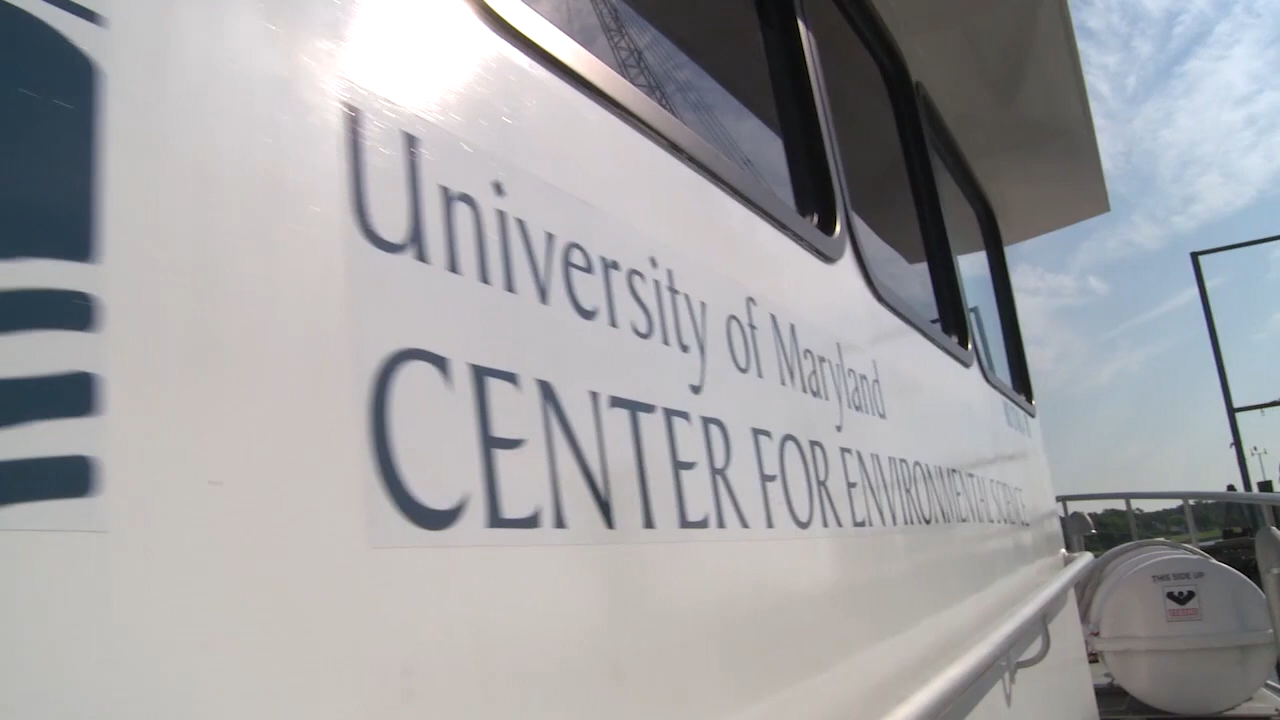 University of Maryland
CENTER FOR ENVIRONMENTAL SCIENCE
THIS SIDE UP